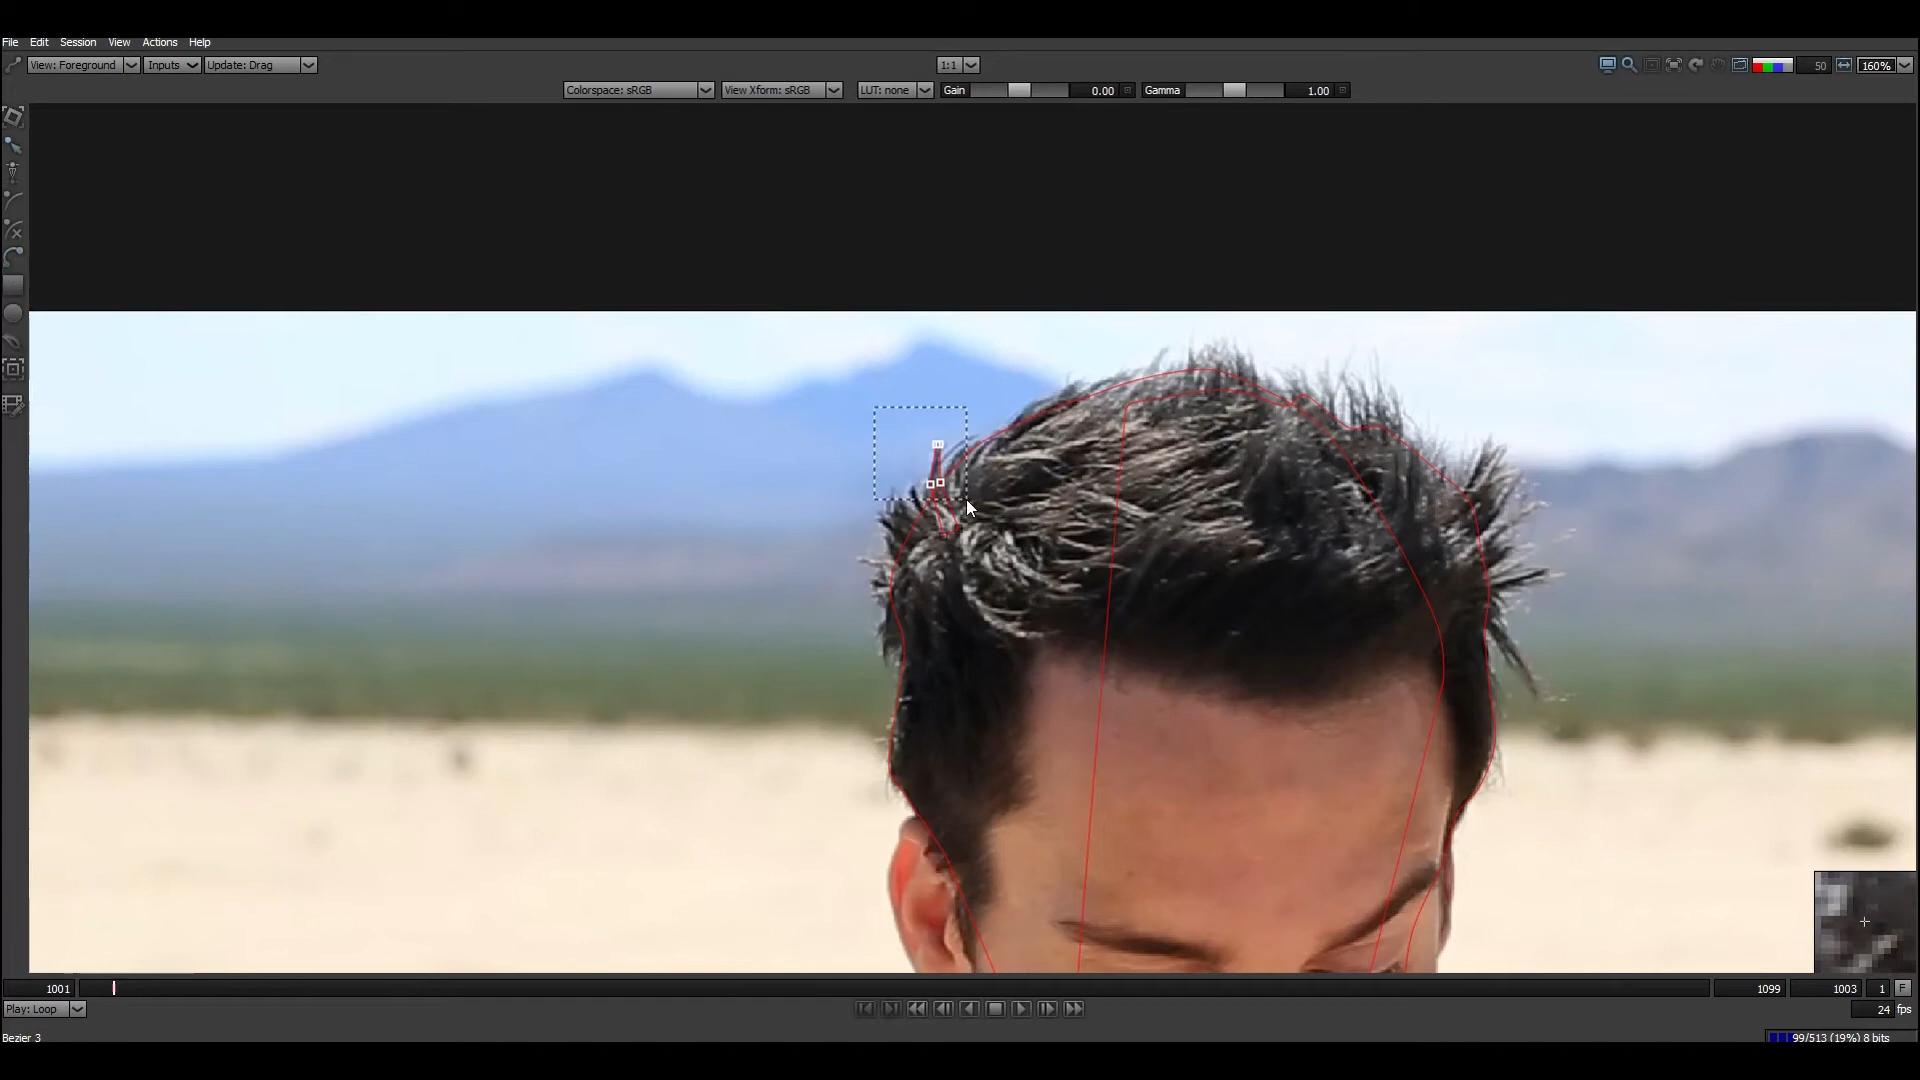 File Edit Session View Actions Help
View: Foreground Inputs Update: Drag 1:1 50 160%
Colorspace: sRGB View Xform: sRGB LUT: none Gain 0.00 Gamma 1.00
1001 1099 1003 1 F
Play: Loop 24 fps
Bezier 3 99/513 (19%) 8 bits